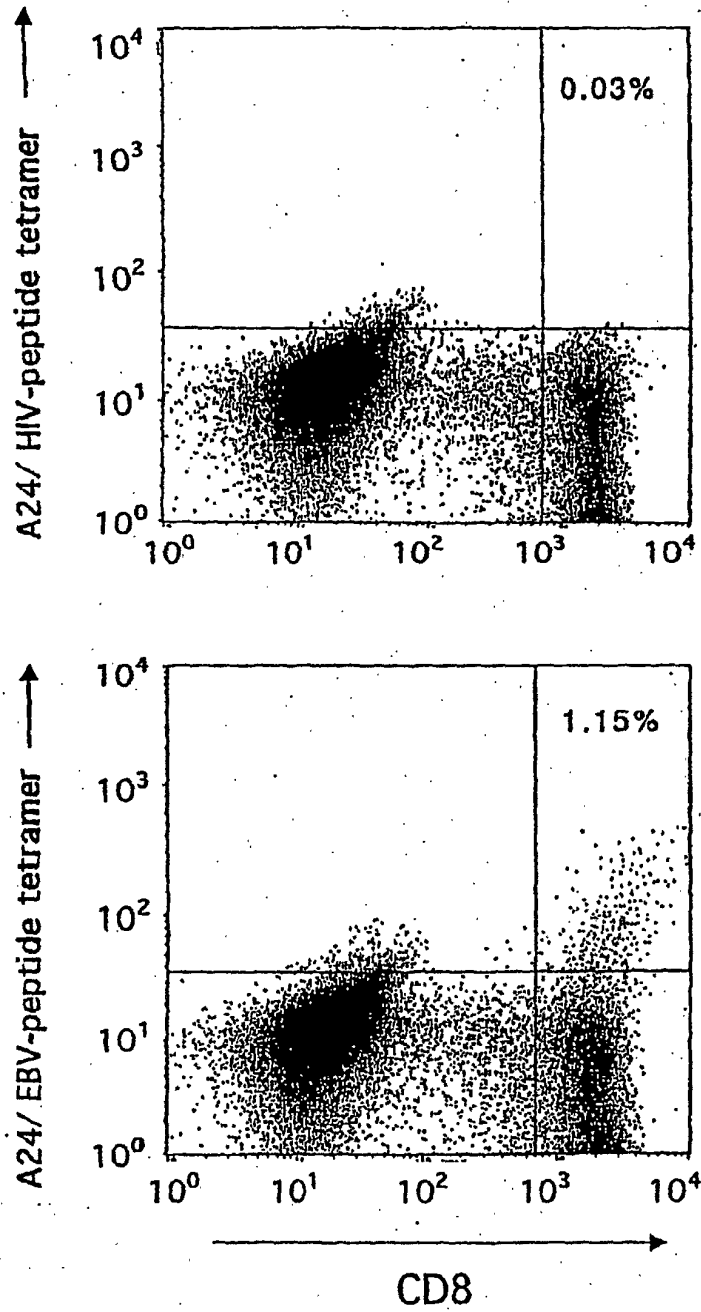 A24/ HIV-peptide tetramer
10⁴
0.03%
10³
10²
10¹
10⁰
10⁰ 10¹ 10² 10³ 10⁴
A24/ EBV-peptide tetramer
10⁴
1.15%
10³
10²
10¹
10⁰
10⁰ 10¹ 10² 10³ 10⁴
CD8